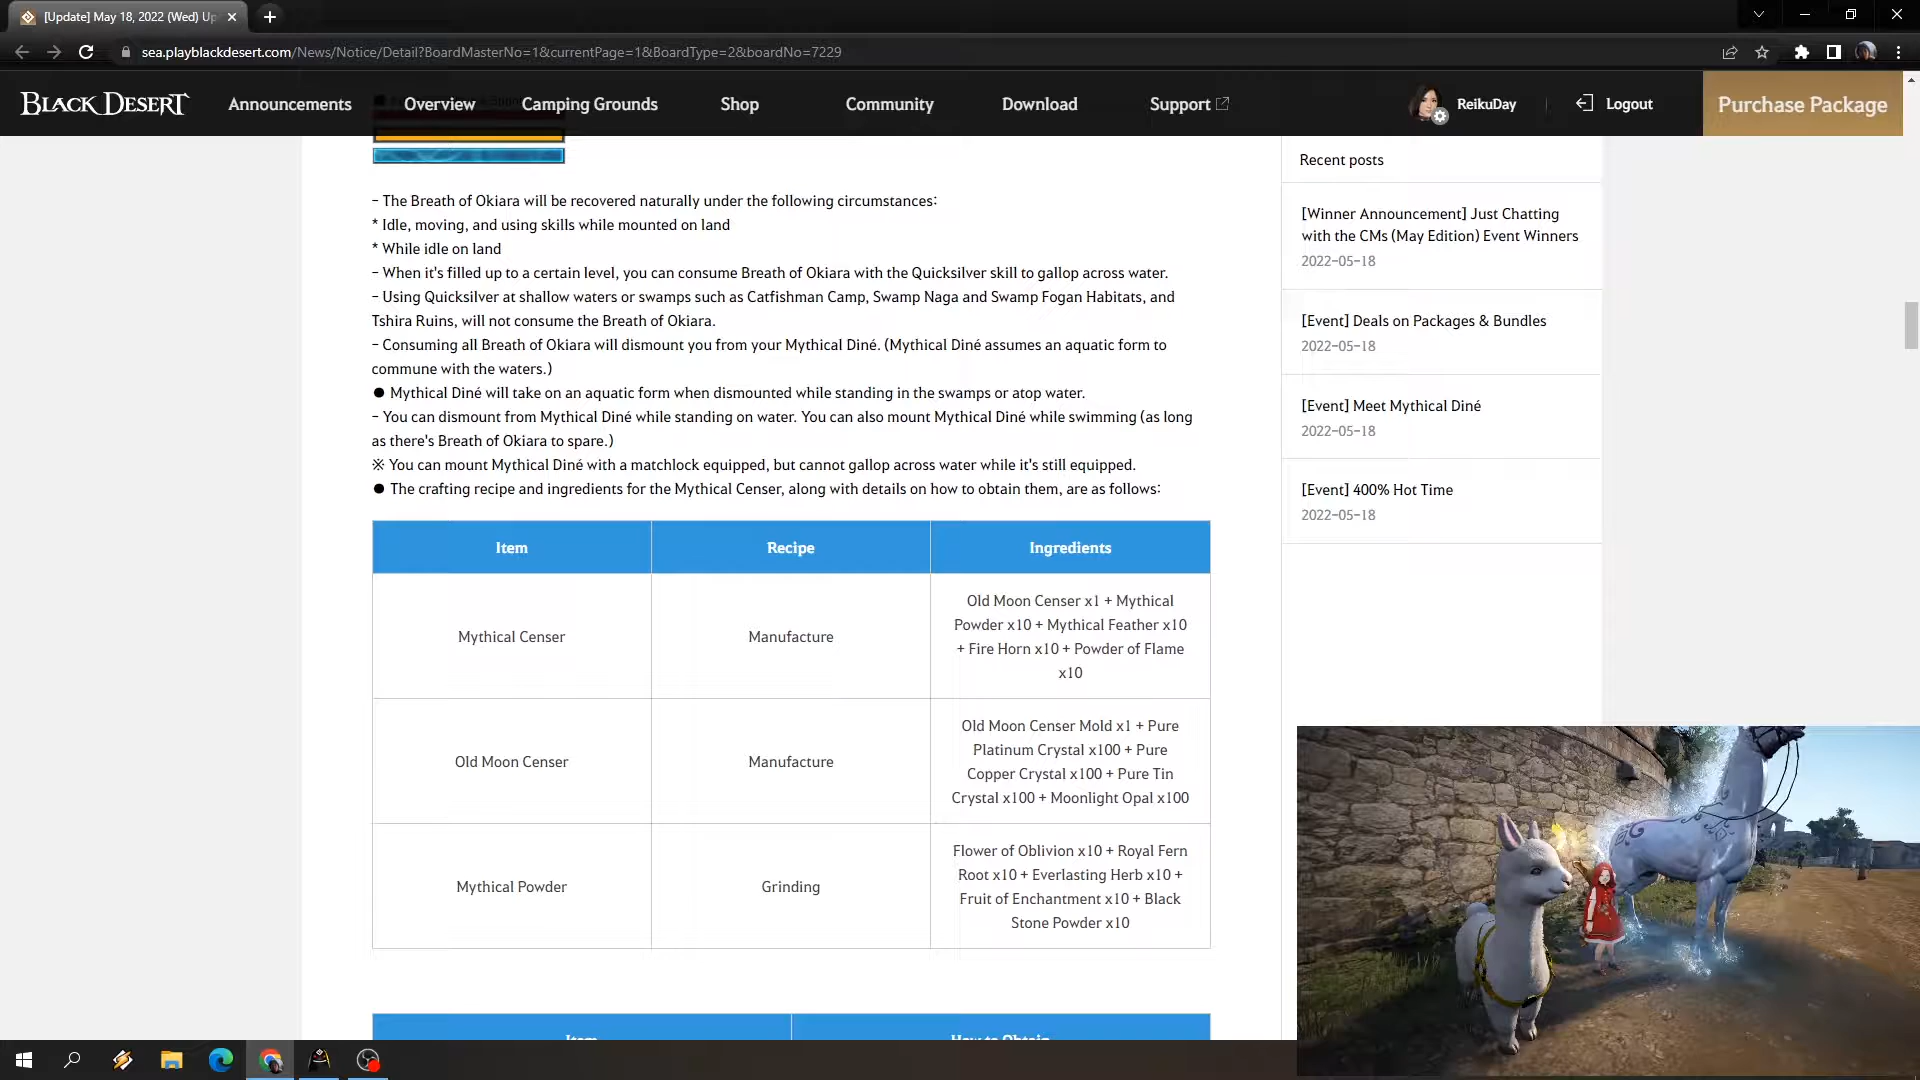 [Update] May 18, 2022 (Wed) Up
sea.playblackdesert.com/News/Notice/Detail?BoardMasterNo=1&currentPage=1&BoardType=2&boardNo=7229
BLACK DESERT
Announcements
Overview
Camping Grounds
Shop
Community
Download
Support
ReikuDay
Logout
Purchase Package
– The Breath of Okiara will be recovered naturally under the following circumstances:
* Idle, moving, and using skills while mounted on land
* While idle on land
– When it's filled up to a certain level, you can consume Breath of Okiara with the Quicksilver skill to gallop across water.
– Using Quicksilver at shallow waters or swamps such as Catfishman Camp, Swamp Naga and Swamp Fogan Habitats, and
Tshira Ruins, will not consume the Breath of Okiara.
– Consuming all Breath of Okiara will dismount you from your Mythical Diné. (Mythical Diné assumes an aquatic form to
commune with the waters.)
● Mythical Diné will take on an aquatic form when dismounted while standing in the swamps or atop water.
– You can dismount from Mythical Diné while standing on water. You can also mount Mythical Diné while swimming (as long
as there's Breath of Okiara to spare.)
※ You can mount Mythical Diné with a matchlock equipped, but cannot gallop across water while it's still equipped.
● The crafting recipe and ingredients for the Mythical Censer, along with details on how to obtain them, are as follows:
Item
Recipe
Ingredients
Mythical Censer
Manufacture
Old Moon Censer x1 + Mythical
Powder x10 + Mythical Feather x10
+ Fire Horn x10 + Powder of Flame
x10
Old Moon Censer
Manufacture
Old Moon Censer Mold x1 + Pure
Platinum Crystal x100 + Pure
Copper Crystal x100 + Pure Tin
Crystal x100 + Moonlight Opal x100
Mythical Powder
Grinding
Flower of Oblivion x10 + Royal Fern
Root x10 + Everlasting Herb x10 +
Fruit of Enchantment x10 + Black
Stone Powder x10
Item
How to Obtain
Recent posts
[Winner Announcement] Just Chatting
with the CMs (May Edition) Event Winners
2022-05-18
[Event] Deals on Packages & Bundles
2022-05-18
[Event] Meet Mythical Diné
2022-05-18
[Event] 400% Hot Time
2022-05-18